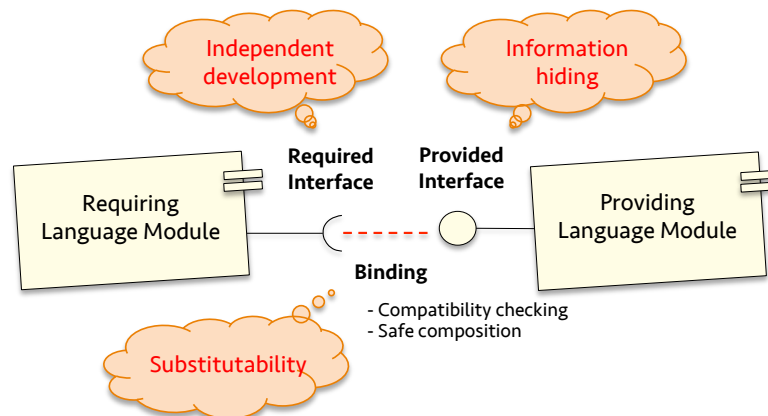 Independent
development
Information
hiding
Required
Interface
Provided
Interface
Requiring
Language Module
Providing
Language Module
Binding
- Compatibility checking
- Safe composition
Substitutability